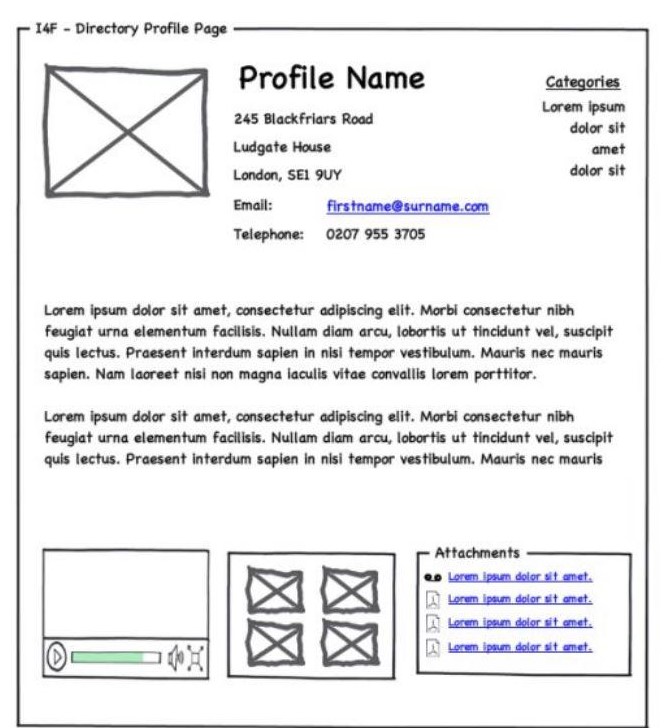 I4F - Directory Profile Page
Profile Name
245 Blackfriars Road
Ludgate House
London, SE1 9UY
Email: firstname@surname.com
Telephone: 0207 955 3705
Categories
Lorem ipsum
dolor sit
amet
dolor sit
Lorem ipsum dolor sit amet, consectetur adipiscing elit. Morbi consectetur nibh
feugiat urna elementum facilisis. Nullam diam arcu, lobortis ut tincidunt vel, suscipit
quis lectus. Praesent interdum sapien in nisi tempor vestibulum. Mauris nec mauris
sapien. Nam laoreet nisi non magna iaculis vitae convallis lorem porttitor.
Lorem ipsum dolor sit amet, consectetur adipiscing elit. Morbi consectetur nibh
feugiat urna elementum facilisis. Nullam diam arcu, lobortis ut tincidunt vel, suscipit
quis lectus. Praesent interdum sapien in nisi tempor vestibulum. Mauris nec mauris
Attachments
Lorem ipsum dolor sit amet.
Lorem ipsum dolor sit amet.
Lorem ipsum dolor sit amet.
Lorem ipsum dolor sit amet.